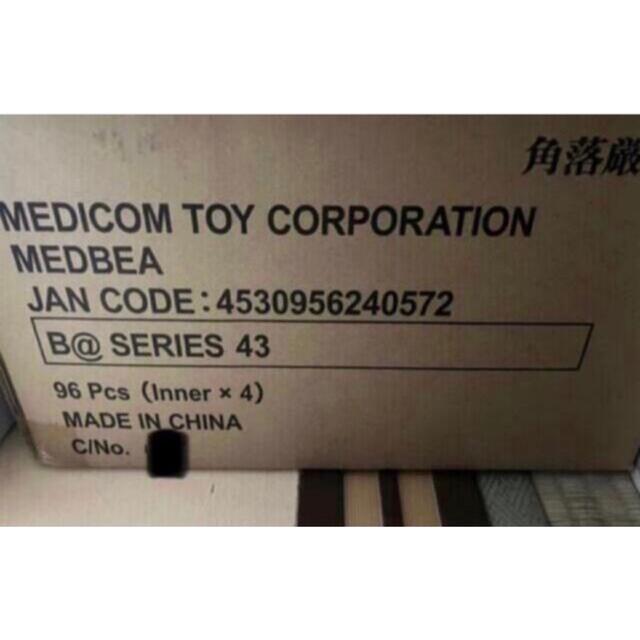 角落厳
MEDICOM TOY CORPORATION
MEDBEA
JAN CODE : 4530956240572
B@ SERIES 43
96 Pcs (Inner × 4)
MADE IN CHINA
C/No.